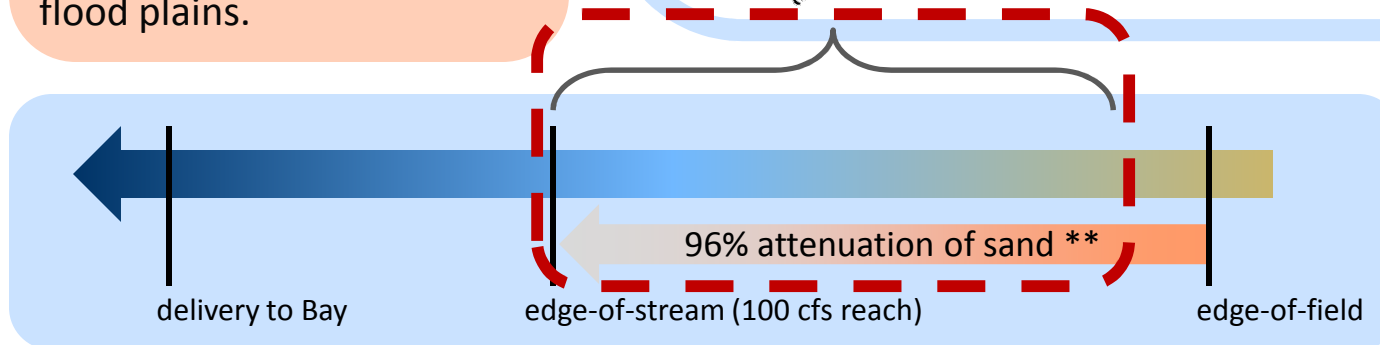 flood plains.
96% attenuation of sand **
delivery to Bay
edge-of-stream (100 cfs reach)
edge-of-field